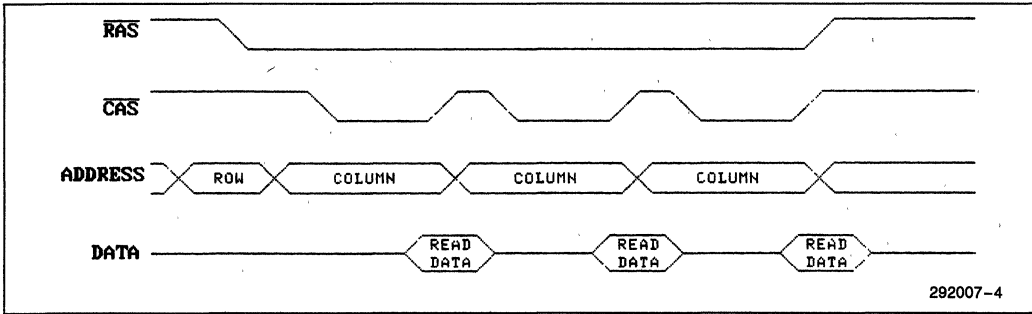 RAS
CAS
ADDRESS ROW COLUMN COLUMN COLUMN
DATA READ DATA READ DATA READ DATA
292007-4